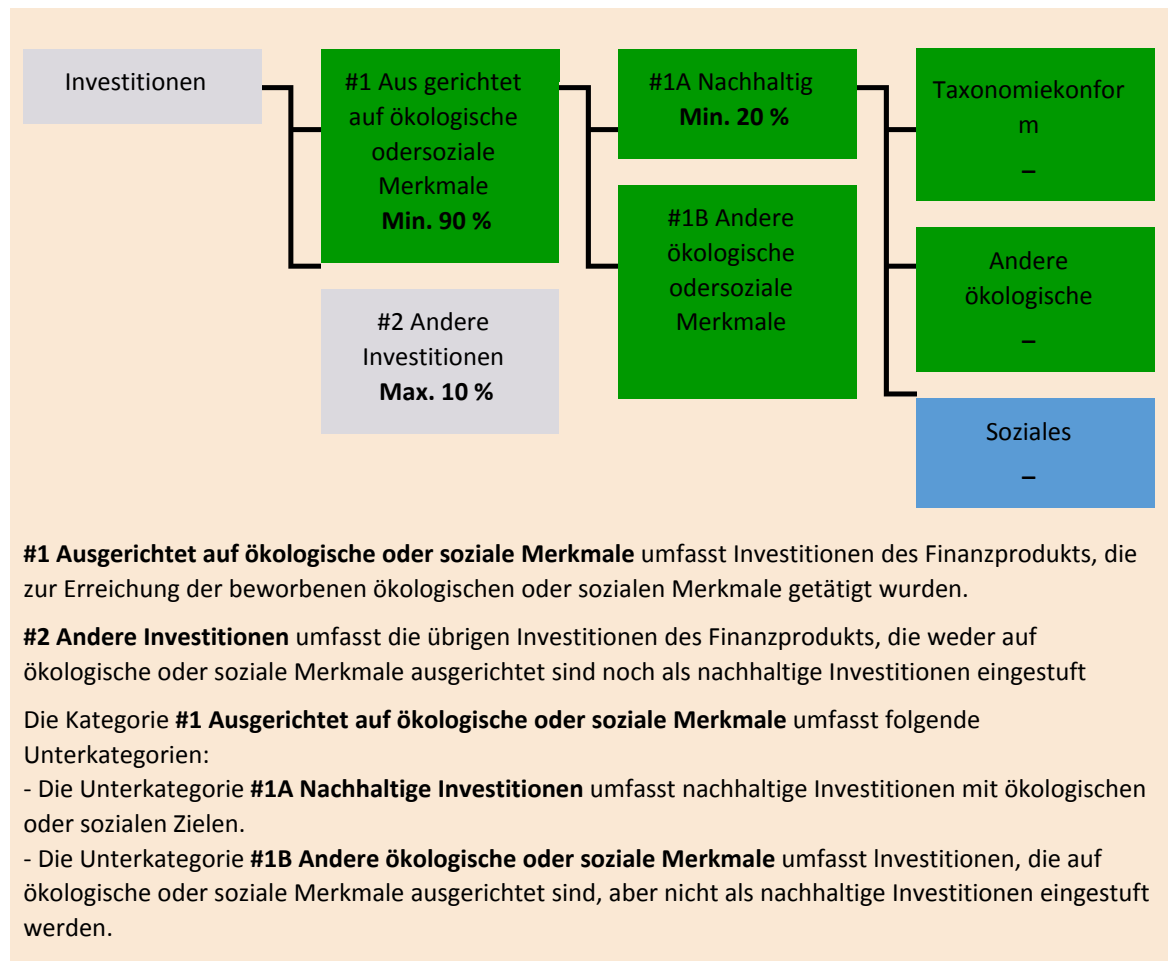 Investitionen
#1 Aus gerichtet
auf ökologische
odersoziale
Merkmale
Min. 90 %
#2 Andere
Investitionen
Max. 10 %
#1A Nachhaltig
Min. 20 %
#1B Andere
ökologische
odersoziale
Merkmale
Taxonomiekonfor
m
–
Andere
ökologische
–
Soziales
–
#1 Ausgerichtet auf ökologische oder soziale Merkmale umfasst Investitionen des Finanzprodukts, die
zur Erreichung der beworbenen ökologischen oder sozialen Merkmale getätigt wurden.
#2 Andere Investitionen umfasst die übrigen Investitionen des Finanzprodukts, die weder auf
ökologische oder soziale Merkmale ausgerichtet sind noch als nachhaltige Investitionen eingestuft
Die Kategorie #1 Ausgerichtet auf ökologische oder soziale Merkmale umfasst folgende
Unterkategorien:
- Die Unterkategorie #1A Nachhaltige Investitionen umfasst nachhaltige Investitionen mit ökologischen
oder sozialen Zielen.
- Die Unterkategorie #1B Andere ökologische oder soziale Merkmale umfasst lnvestitionen, die auf
ökologische oder soziale Merkmale ausgerichtet sind, aber nicht als nachhaltige Investitionen eingestuft
werden.